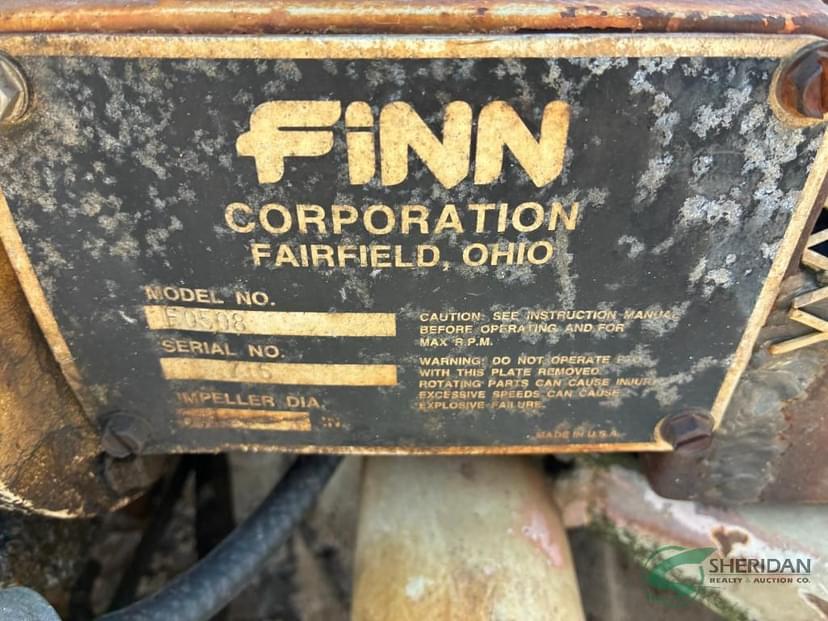 FINN
CORPORATION
FAIRFIELD, OHIO
MODEL NO.
SERIAL NO.
IMPELLER DIA.
IN.
CAUTION: SEE INSTRUCTION MANUAL
BEFORE OPERATING AND FOR
MAX R.P.M.
WARNING: DO NOT OPERATE
WITH THIS PLATE REMOVED
ROTATING PARTS CAN CAUSE INJURY
EXCESSIVE SPEEDS CAN CAUSE
EXPLOSIVE FAILURE.
MADE IN U.S.A.
SHERIDAN
REALTY & AUCTION CO.